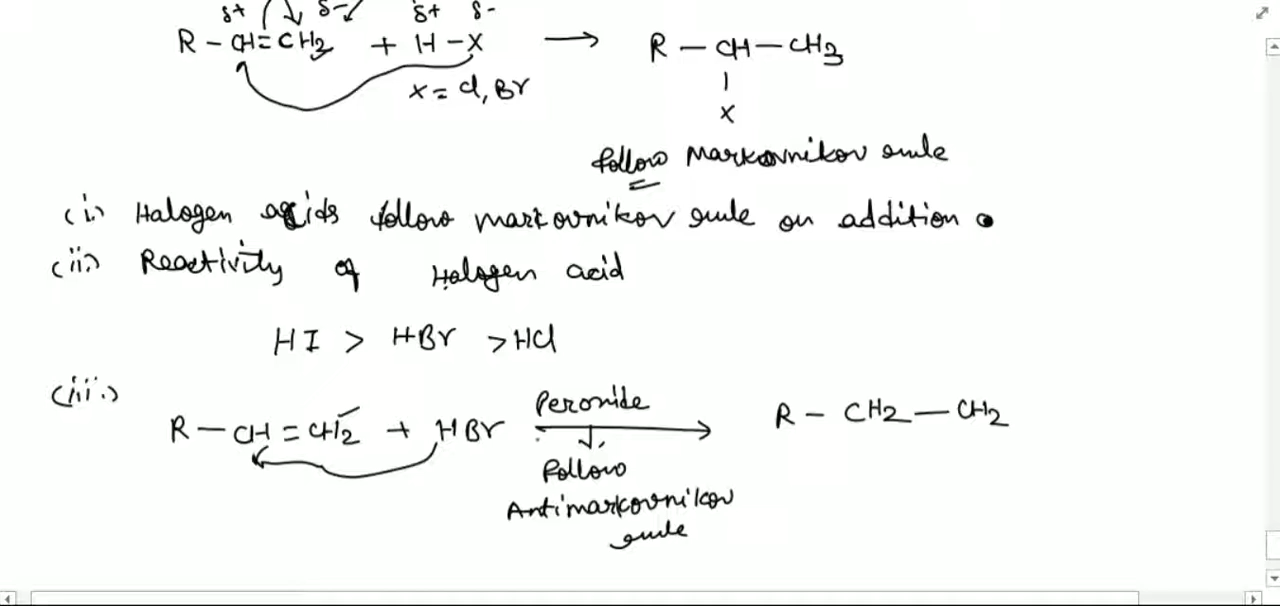 δ+ δ- δ+ δ-
R - CH = CH2 + H - X ⟶ R - CH - CH3
x = Cl, Br
X
follow Markovnikov rule
(i.) Halogen acids follow markovnikov rule on addition
(ii.) Reactivity of Halogen acid
HI > HBr > HCl
(iii.)
R - CH = CH2 + HBr Peroxide ⟶ R - CH2 - CH2
follow
Antimarkovnikov
rule